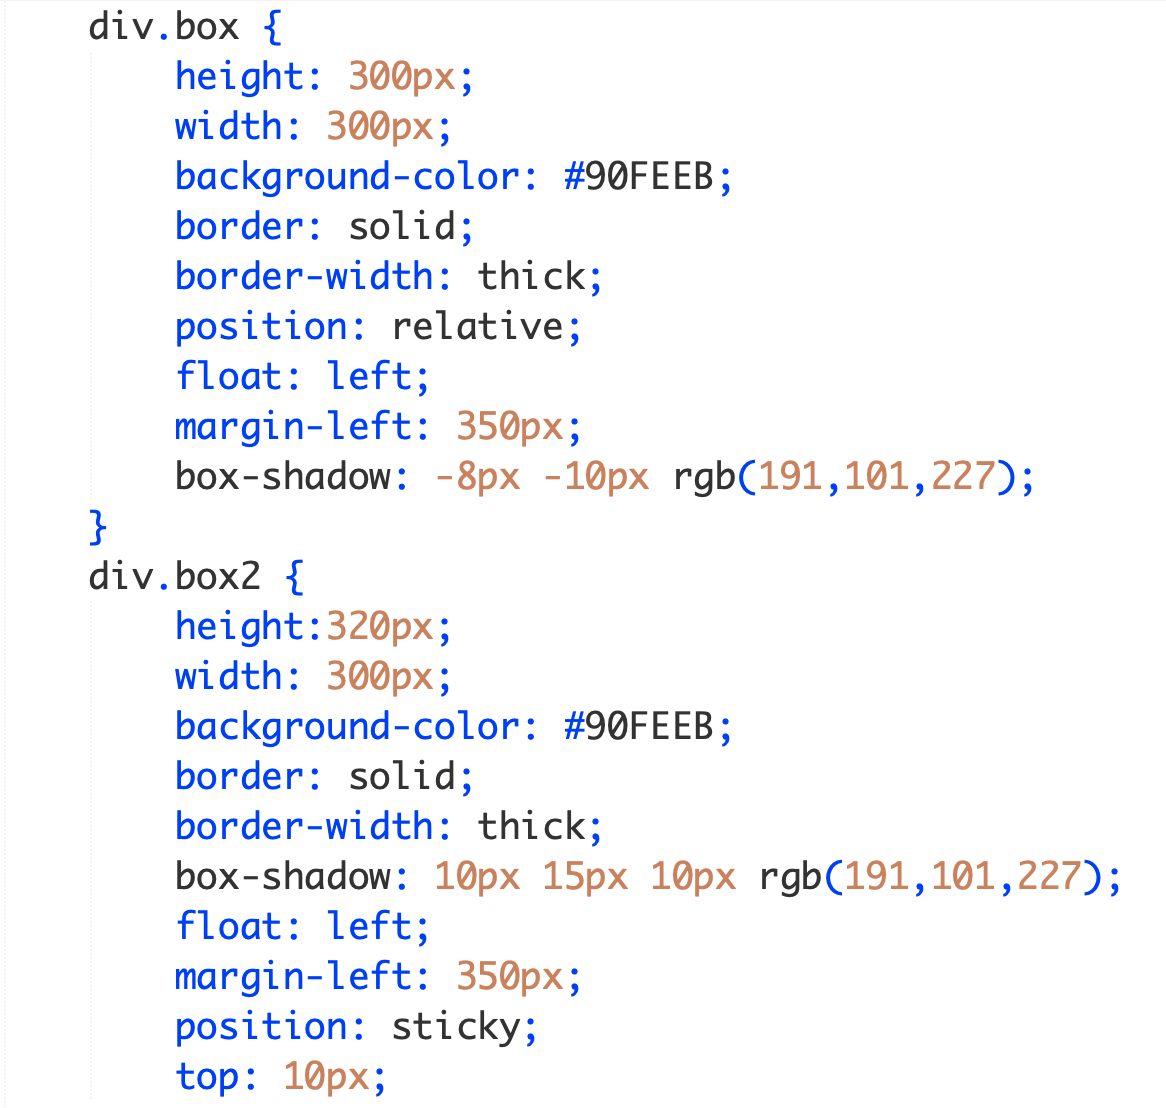 div.box {
height: 300px;
width: 300px;
background-color: #90FEEB;
border: solid;
border-width: thick;
position: relative;
float: left;
margin-left: 350px;
box-shadow: -8px -10px rgb(191,101,227);
}
div.box2 {
height:320px;
width: 300px;
background-color: #90FEEB;
border: solid;
border-width: thick;
box-shadow: 10px 15px 10px rgb(191,101,227);
float: left;
margin-left: 350px;
position: sticky;
top: 10px;